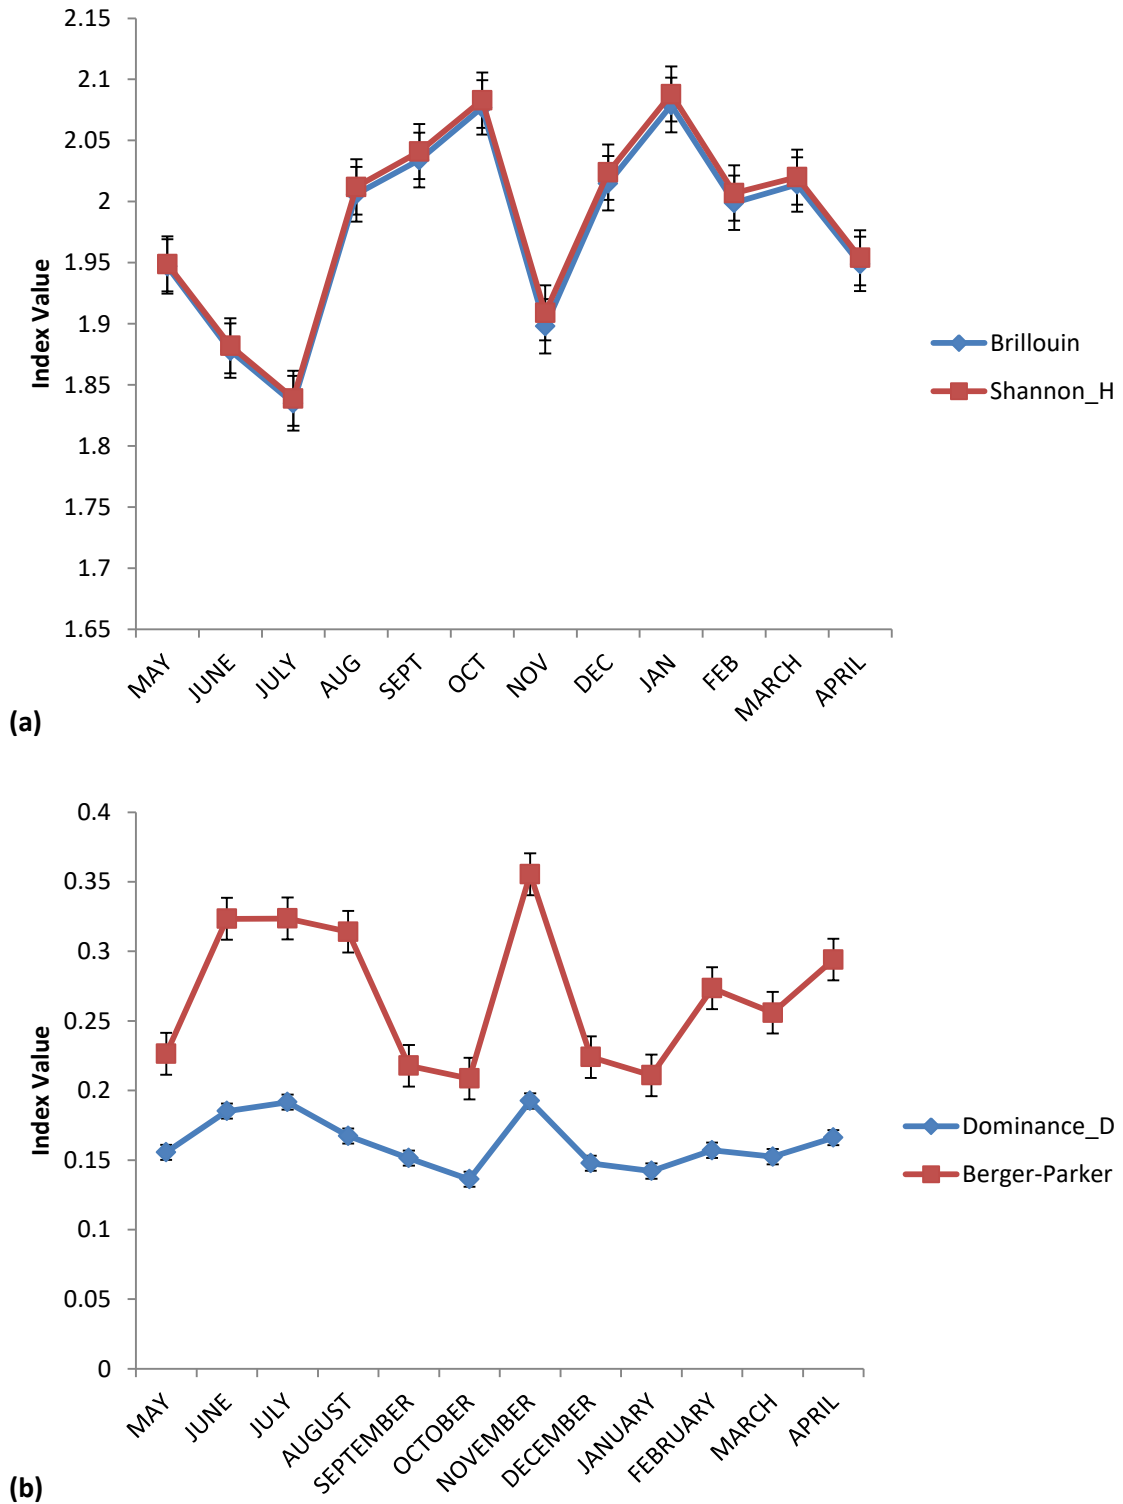 2.15
2.1
2.05
2
1.95
1.9
1.85
1.8
1.75
1.7
1.65
Index Value
MAY JUNE JULY AUG SEPT OCT NOV DEC JAN FEB MARCH APRIL
Brillouin
Shannon_H
(a)
0.4
0.35
0.3
0.25
0.2
0.15
0.1
0.05
0
Index Value
MAY JUNE JULY AUGUST SEPTEMBER OCTOBER NOVEMBER DECEMBER JANUARY FEBRUARY MARCH APRIL
Dominance_D
Berger-Parker
(b)